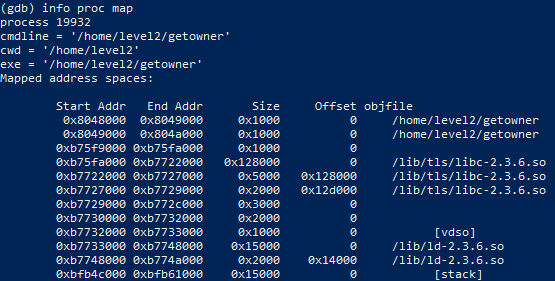 (gdb) info proc map
process 19932
cmdline = '/home/level2/getowner'
cwd = '/home/level2'
exe = '/home/level2/getowner'
Mapped address spaces:
Start Addr End Addr Size Offset objfile
0x8048000 0x8049000 0x1000 0 /home/level2/getowner
0x8049000 0x804a000 0x1000 0 /home/level2/getowner
0xb75f9000 0xb75fa000 0x1000 0
0xb75fa000 0xb7722000 0x128000 0 /lib/tls/libc-2.3.6.so
0xb7722000 0xb7727000 0x5000 0x128000 /lib/tls/libc-2.3.6.so
0xb7727000 0xb7729000 0x2000 0x12d000 /lib/tls/libc-2.3.6.so
0xb7729000 0xb772c000 0x3000 0
0xb7730000 0xb7732000 0x2000 0
0xb7732000 0xb7733000 0x1000 0 [vdso]
0xb7733000 0xb7748000 0x15000 0 /lib/ld-2.3.6.so
0xb7748000 0xb774a000 0x2000 0x14000 /lib/ld-2.3.6.so
0xbfb4c000 0xbfb61000 0x15000 0 [stack]